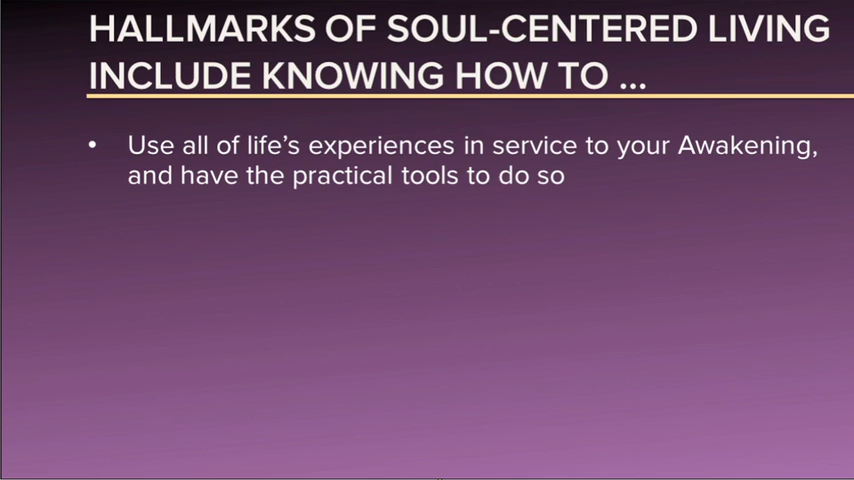 HALLMARKS OF SOUL-CENTERED LIVING
INCLUDE KNOWING HOW TO ...
• Use all of life’s experiences in service to your Awakening,
and have the practical tools to do so